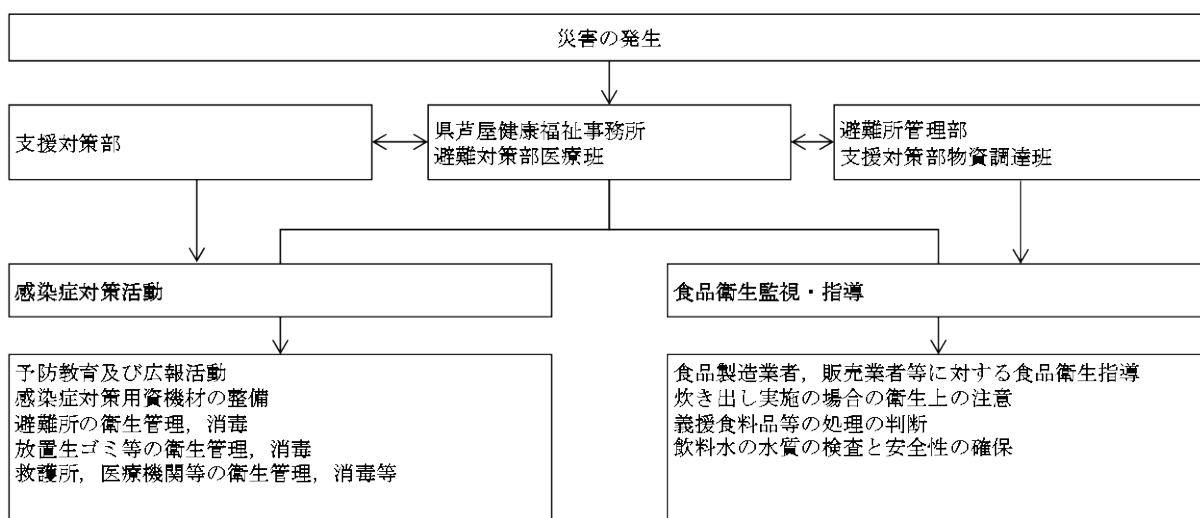 災害の発生
支援対策部
県芦屋健康福祉事務所
避難対策部医療班
避難所管理部
支援対策部物資調達班
感染症対策活動
食品衛生監視・指導
予防教育及び広報活動
感染症対策用資機材の整備
避難所の衛生管理，消毒
放置生ゴミ等の衛生管理，消毒
救護所，医療機関等の衛生管理，消毒等
食品製造業者，販売業者等に対する食品衛生指導
炊き出し実施の場合の衛生上の注意
義援食料品等の処理の判断
飲料水の水質の検査と安全性の確保